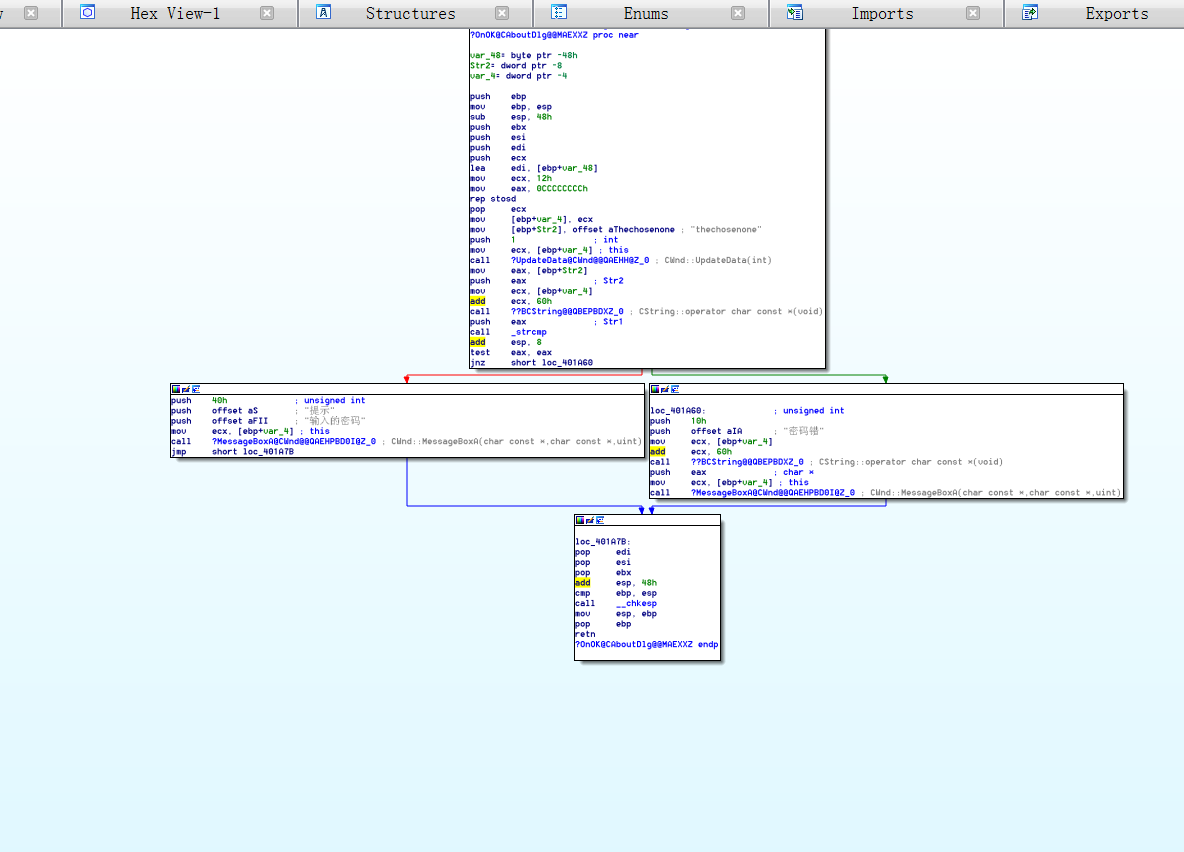 Hex View-1 Structures Enums Imports Exports
?OnOK@CAboutDlg@@MAEXXZ proc near
var_48= byte ptr -48h
Str2= dword ptr -8
var_4= dword ptr -4
push ebp
mov ebp, esp
sub esp, 48h
push ebx
push esi
push edi
push ecx
lea edi, [ebp+var_48]
mov ecx, 12h
mov eax, 0CCCCCCCCh
rep stosd
pop ecx
mov [ebp+var_4], ecx
mov [ebp+Str2], offset aThechosenone ; "thechosenone"
push 1 ; int
mov ecx, [ebp+var_4] ; this
call ?UpdateData@CWnd@@QAEHH@Z_0 ; CWnd::UpdateData(int)
mov eax, [ebp+Str2]
push eax ; Str2
mov ecx, [ebp+var_4]
add ecx, 60h
call ??BCString@@QBEPBDXZ_0 ; CString::operator char const *(void)
push eax ; Str1
call _strcmp
add esp, 8
test eax, eax
jnz short loc_401A60
push 40h ; unsigned int
push offset aS ; "提示"
push offset aFII ; "输入的密码"
mov ecx, [ebp+var_4] ; this
call ?MessageBoxA@CWnd@@QAEHPBD0I@Z_0 ; CWnd::MessageBoxA(char const *,char const *,uint)
jmp short loc_401A7B
loc_401A60: ; unsigned int
push 10h
push offset aIA ; "密码错"
mov ecx, [ebp+var_4]
add ecx, 60h
call ??BCString@@QBEPBDXZ_0 ; CString::operator char const *(void)
push eax ; char *
mov ecx, [ebp+var_4] ; this
call ?MessageBoxA@CWnd@@QAEHPBD0I@Z_0 ; CWnd::MessageBoxA(char const *,char const *,uint)
loc_401A7B:
pop edi
pop esi
pop ebx
add esp, 48h
cmp ebp, esp
call __chkesp
mov esp, ebp
pop ebp
retn
?OnOK@CAboutDlg@@MAEXXZ endp